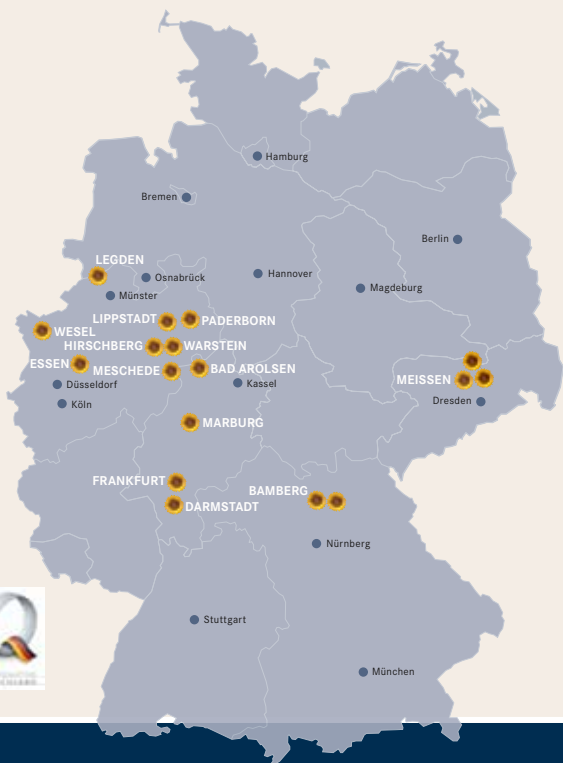 Hamburg
Bremen
Berlin
LEGDEN
Osnabrück
Hannover
Magdeburg
Münster
LIPPSTADT
PADERBORN
WESEL
HIRSCHBERG
WARSTEIN
ESSEN
MESCHEDE
BAD AROLSEN
MEISSEN
Düsseldorf
Kassel
Dresden
Köln
MARBURG
FRANKFURT
BAMBERG
DARMSTADT
Nürnberg
Stuttgart
München